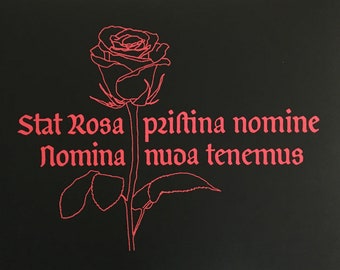 Stat Rosa priſtina nomine
Nomina nuda tenemus